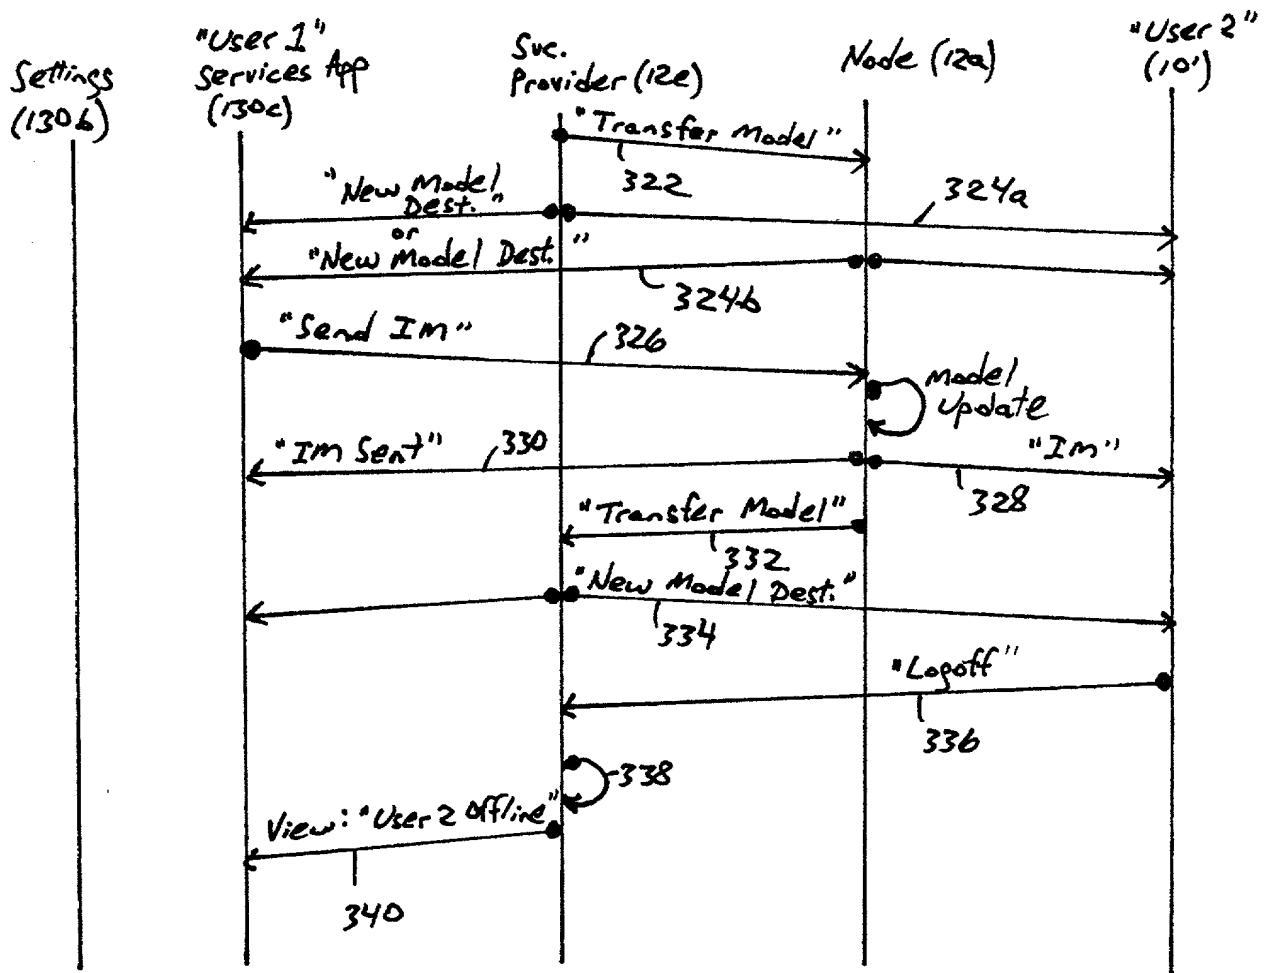 Settings
(130b)
"User 1"
Services App
(130c)
Svc.
Provider (12e)
Node (12a)
"User 2"
(10')
"Transfer Model"
322
"New Model
Dest."
324a
or
"New Model Dest."
324b
"Send Im"
326
Model
Update
"Im Sent"
330
"Im"
328
"Transfer Model"
332
"New Model Dest."
334
"Logoff"
336
338
View: "User 2 Offline"
340